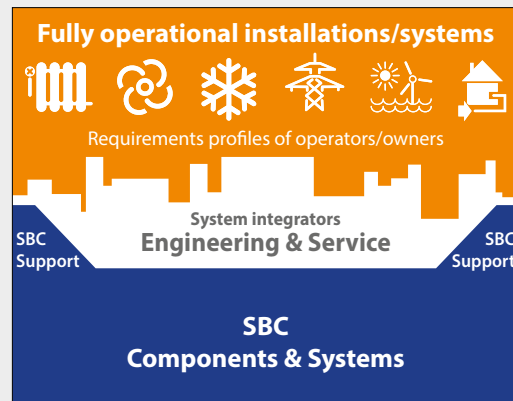 Fully operational installations/systems
Requirements profiles of operators/owners
System integrators
Engineering & Service
SBC
Support
SBC
Support
SBC
Components & Systems